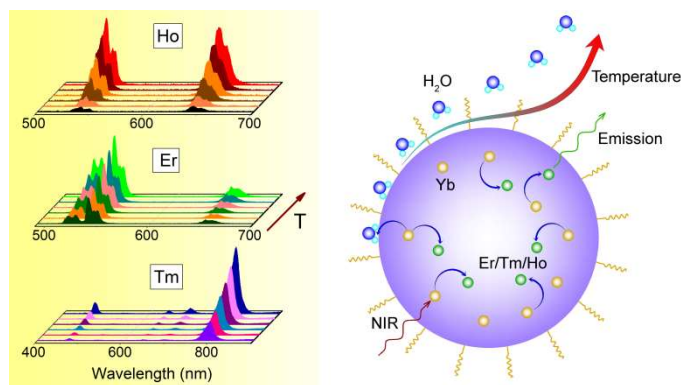 Ho
500 600 700
Er
500 600 700
T
Tm
400 600 800
Wavelength (nm)
H₂O
Temperature
Emission
Yb
Er/Tm/Ho
NIR